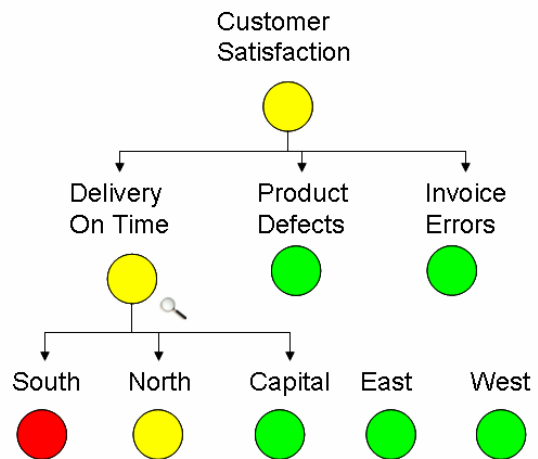 Customer
Satisfaction
Delivery
On Time
Product
Defects
Invoice
Errors
South
North
Capital
East
West